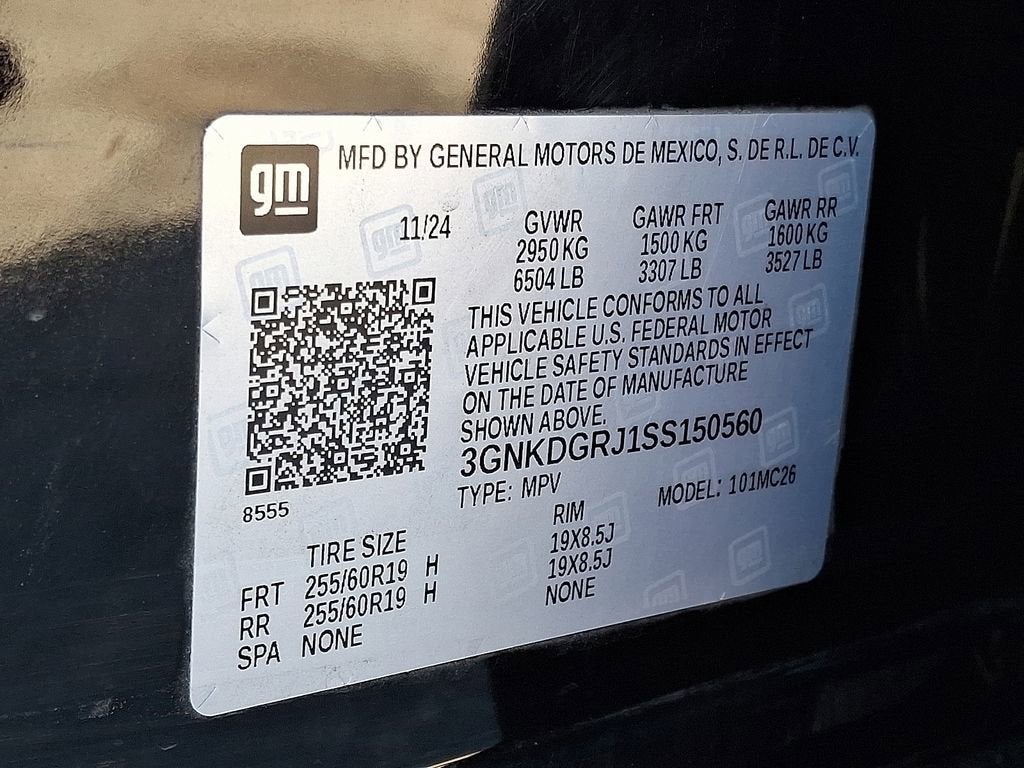 gm
MFD BY GENERAL MOTORS DE MEXICO, S. DE R.L. DE C.V.
11/24 GVWR GAWR FRT GAWR RR
2950 KG 1500 KG 1600 KG
6504 LB 3307 LB 3527 LB
THIS VEHICLE CONFORMS TO ALL
APPLICABLE U.S. FEDERAL MOTOR
VEHICLE SAFETY STANDARDS IN EFFECT
ON THE DATE OF MANUFACTURE
SHOWN ABOVE.
3GNKDGRJ1SS150560
TYPE: MPV MODEL: 101MC26
8555
TIRE SIZE RIM
FRT 255/60R19 H 19X8.5J
RR 255/60R19 H 19X8.5J
SPA NONE NONE